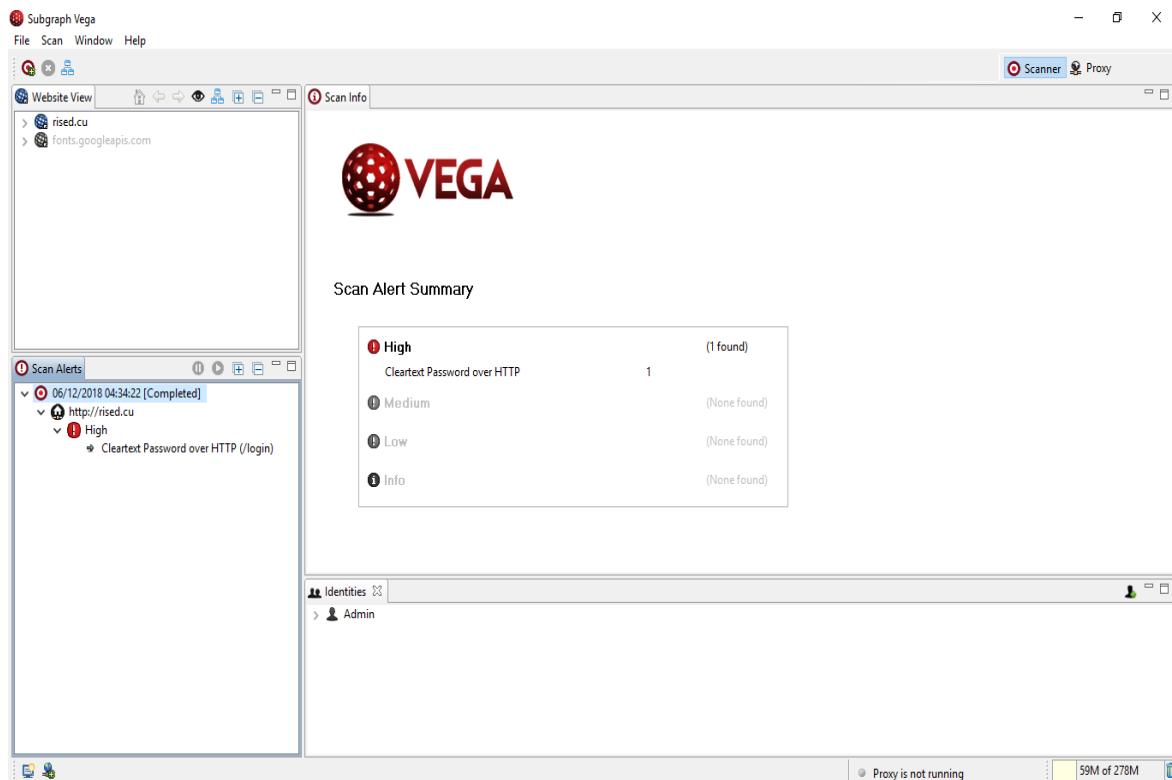 Subgraph Vega
File Scan Window Help
Scanner Proxy
Website View
rised.cu
fonts.googleapis.com
Scan Info
VEGA
Scan Alert Summary
High (1 found)
Cleartext Password over HTTP 1
Medium (None found)
Low (None found)
Info (None found)
Scan Alerts
06/12/2018 04:34:22 [Completed]
http://rised.cu
High
Cleartext Password over HTTP (/login)
Identities
Admin
Proxy is not running
59M of 278M